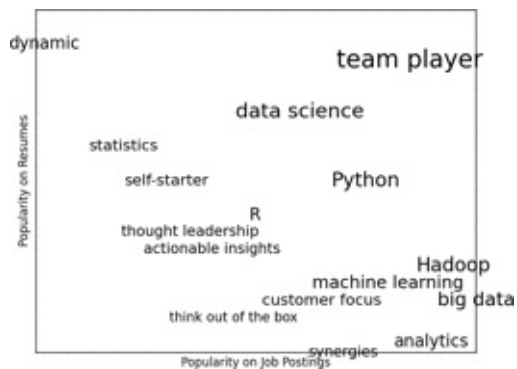 dynamic
team player
data science
statistics
self-starter
Python
R
thought leadership
actionable insights
Hadoop
machine learning
customer focus
big data
think out of the box
analytics
synergies
Popularity on Resumes
Popularity on Job Postings